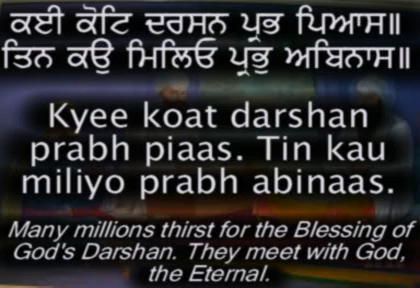 ਕਈ ਕੋਟਿ ਦਰਸਨ ਪ੍ਰਭ ਪਿਆਸ॥
ਤਿਨ ਕਉ ਮਿਲਿਓ ਪ੍ਰਭੁ ਅਬਿਨਾਸ॥
Kyee koat darshan
prabh piaas. Tin kau
miliyo prabh abinaas.
Many millions thirst for the Blessing of
God's Darshan. They meet with God,
the Eternal.